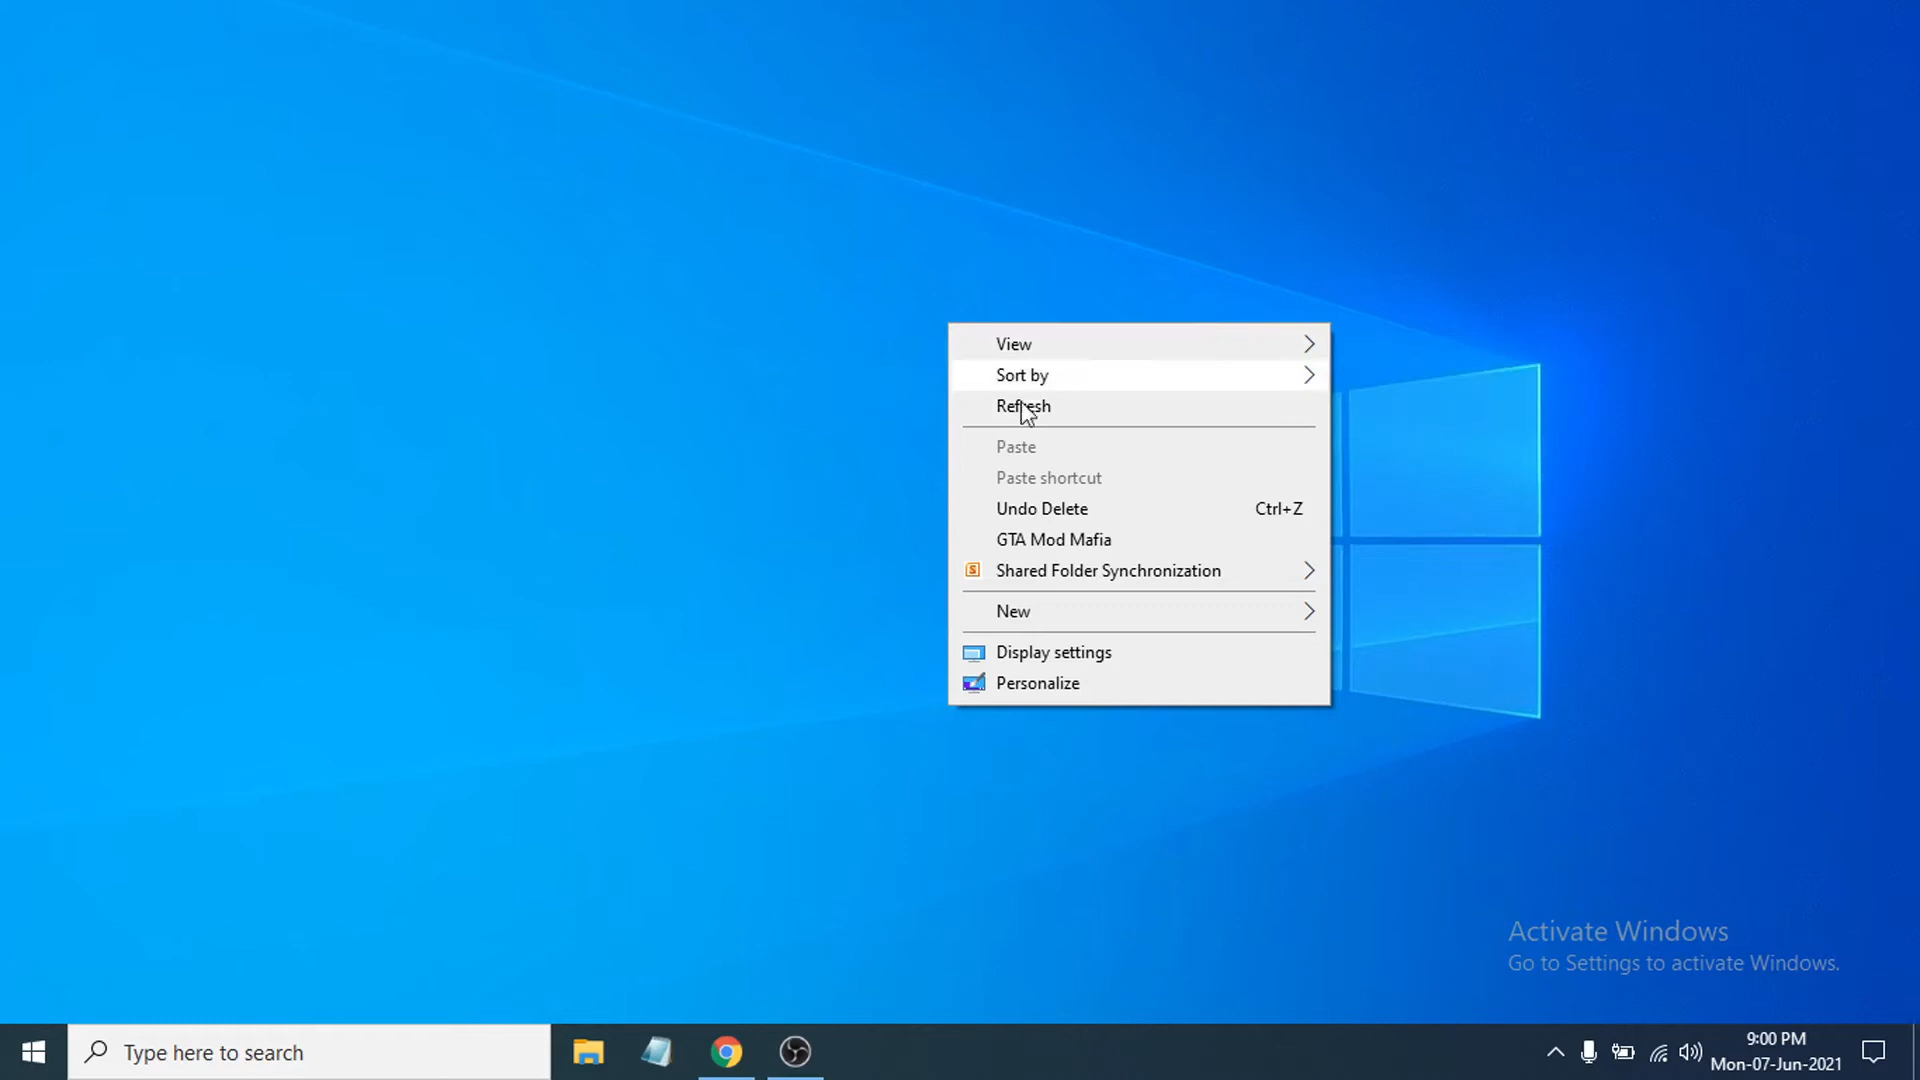 View
Sort by
Refresh
Paste
Paste shortcut
Undo Delete Ctrl+Z
GTA Mod Mafia
S Shared Folder Synchronization
New
Display settings
Personalize
Activate Windows
Go to Settings to activate Windows.
Type here to search
9:00 PM
Mon-07-Jun-2021